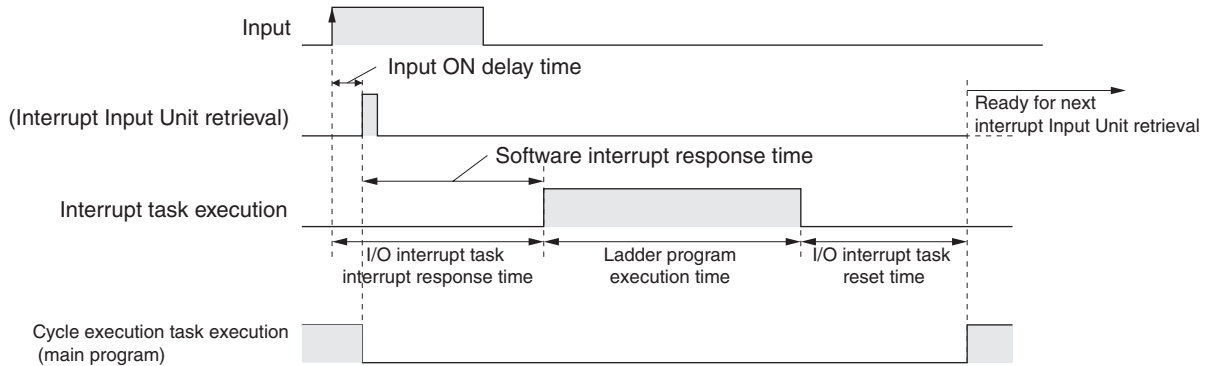 Input
Input ON delay time
(Interrupt Input Unit retrieval)
Ready for next
interrupt Input Unit retrieval
Software interrupt response time
Interrupt task execution
I/O interrupt task
interrupt response time
Ladder program
execution time
I/O interrupt task
reset time
Cycle execution task execution
(main program)